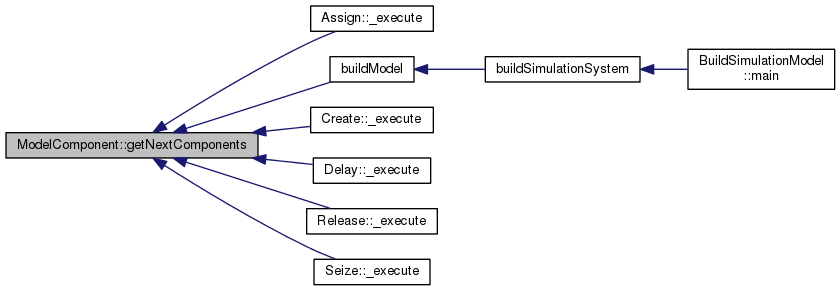 Assign::_execute
buildModel
buildSimulationSystem
BuildSimulationModel
::main
Create::_execute
ModelComponent::getNextComponents
Delay::_execute
Release::_execute
Seize::_execute